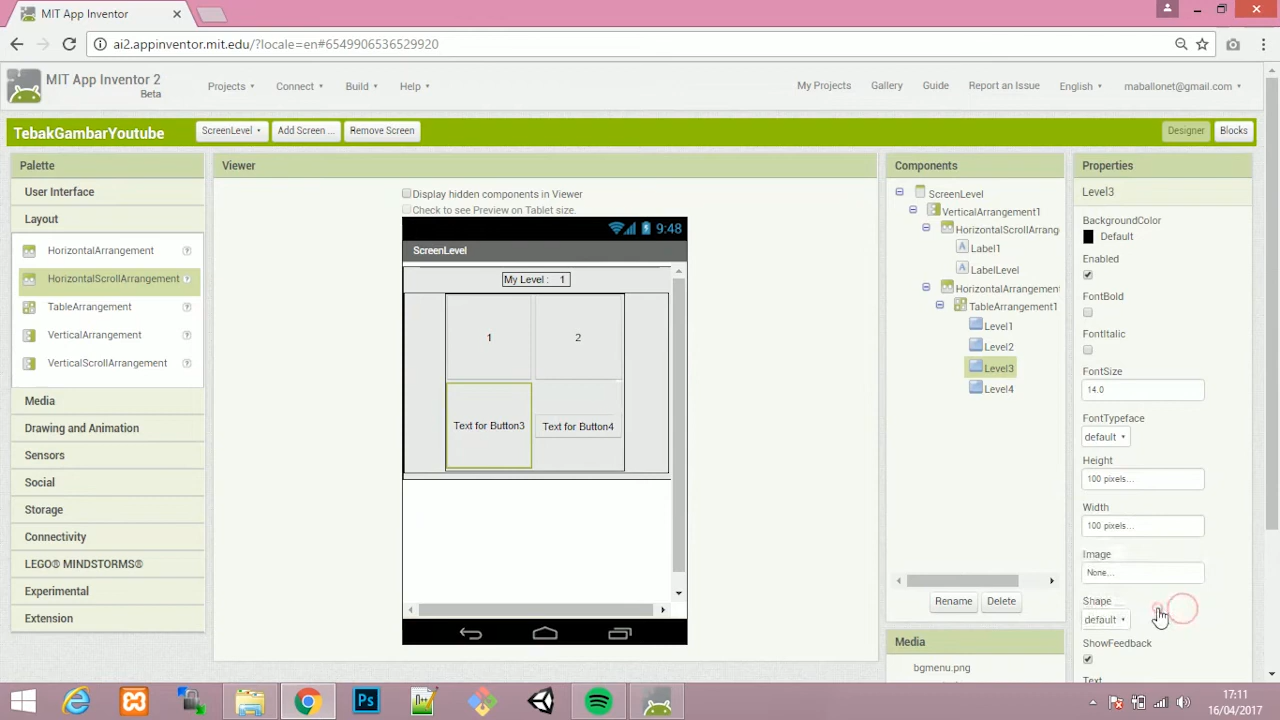 MIT App Inventor
ai2.appinventor.mit.edu/?locale=en#6549906536529920
MIT App Inventor 2
Beta
Projects
Connect
Build
Help
My Projects
Gallery
Guide
Report an Issue
English
maballonet@gmail.com
TebakGambarYoutube
ScreenLevel
Add Screen ...
Remove Screen
Designer
Blocks
Palette
User Interface
Layout
HorizontalArrangement
HorizontalScrollArrangement
TableArrangement
VerticalArrangement
VerticalScrollArrangement
Media
Drawing and Animation
Sensors
Social
Storage
Connectivity
LEGO® MINDSTORMS®
Experimental
Extension
Viewer
Display hidden components in Viewer
Check to see Preview on Tablet size.
9:48
ScreenLevel
My Level : 1
1
2
Text for Button3
Text for Button4
Components
ScreenLevel
VerticalArrangement1
HorizontalScrollArrang
Label1
LabelLevel
HorizontalArrangement
TableArrangement1
Level1
Level2
Level3
Level4
Rename
Delete
Media
bgmenu.png
Properties
Level3
BackgroundColor
Default
Enabled
FontBold
FontItalic
FontSize
14.0
FontTypeface
default
Height
100 pixels...
Width
100 pixels...
Image
None...
Shape
default
ShowFeedback
Text
17:11
16/04/2017